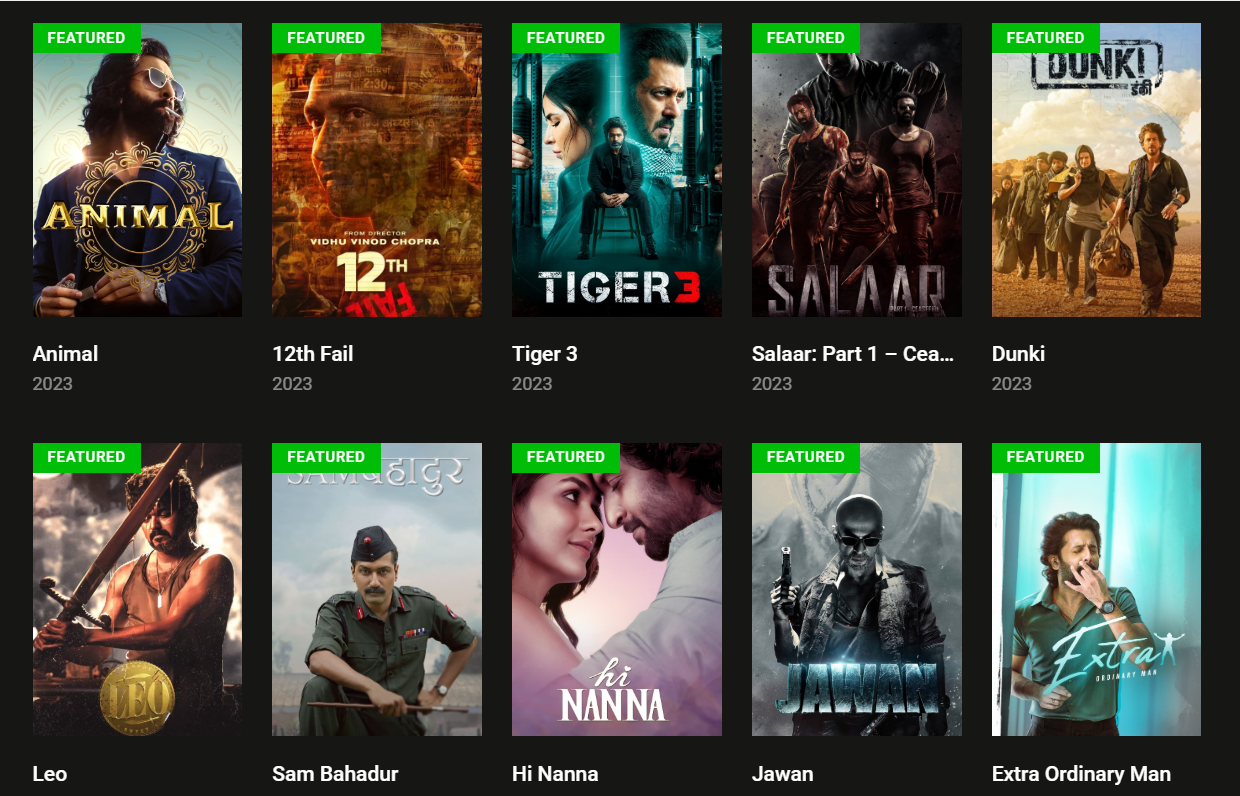 FEATURED FEATURED FEATURED FEATURED FEATURED
ANIMAL
FROM DIRECTOR
VIDHU VINOD CHOPRA
12TH
FAIL
TIGER 3
SALAAR
DUNKI
डंकी
Animal 12th Fail Tiger 3 Salaar: Part 1 – Cea... Dunki
2023 2023 2023 2023 2023
FEATURED FEATURED FEATURED FEATURED FEATURED
LEO
SAMबहादुर
hi
NANNA
JAWAN
Extra
ORDINARY MAN
Leo Sam Bahadur Hi Nanna Jawan Extra Ordinary Man